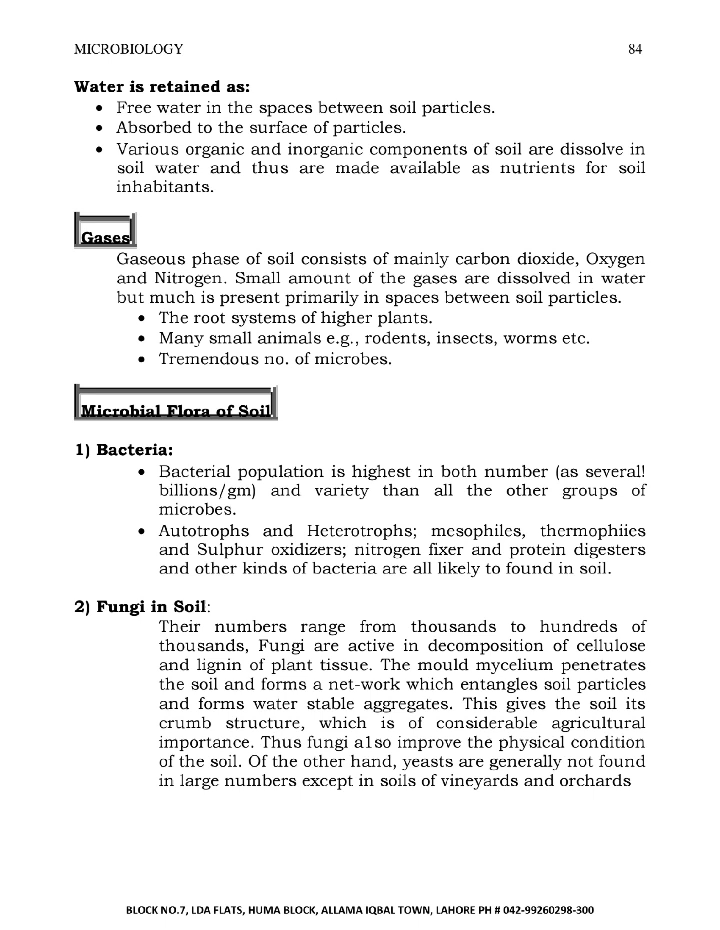 MICROBIOLOGY 84
Water is retained as:
• Free water in the spaces between soil particles.
• Absorbed to the surface of particles.
• Various organic and inorganic components of soil are dissolve in
soil water and thus are made available as nutrients for soil
inhabitants.
Gases
Gaseous phase of soil consists of mainly carbon dioxide, Oxygen
and Nitrogen. Small amount of the gases are dissolved in water
but much is present primarily in spaces between soil particles.
• The root systems of higher plants.
• Many small animals e.g., rodents, insects, worms etc.
• Tremendous no. of microbes.
Microbial Flora of Soil
1) Bacteria:
• Bacterial population is highest in both number (as several!
billions/gm) and variety than all the other groups of
microbes.
• Autotrophs and Heterotrophs; mesophiles, thermophiies
and Sulphur oxidizers; nitrogen fixer and protein digesters
and other kinds of bacteria are all likely to found in soil.
2) Fungi in Soil:
Their numbers range from thousands to hundreds of
thousands, Fungi are active in decomposition of cellulose
and lignin of plant tissue. The mould mycelium penetrates
the soil and forms a net-work which entangles soil particles
and forms water stable aggregates. This gives the soil its
crumb structure, which is of considerable agricultural
importance. Thus fungi a1so improve the physical condition
of the soil. Of the other hand, yeasts are generally not found
in large numbers except in soils of vineyards and orchards
BLOCK NO.7, LDA FLATS, HUMA BLOCK, ALLAMA IQBAL TOWN, LAHORE PH # 042-99260298-300